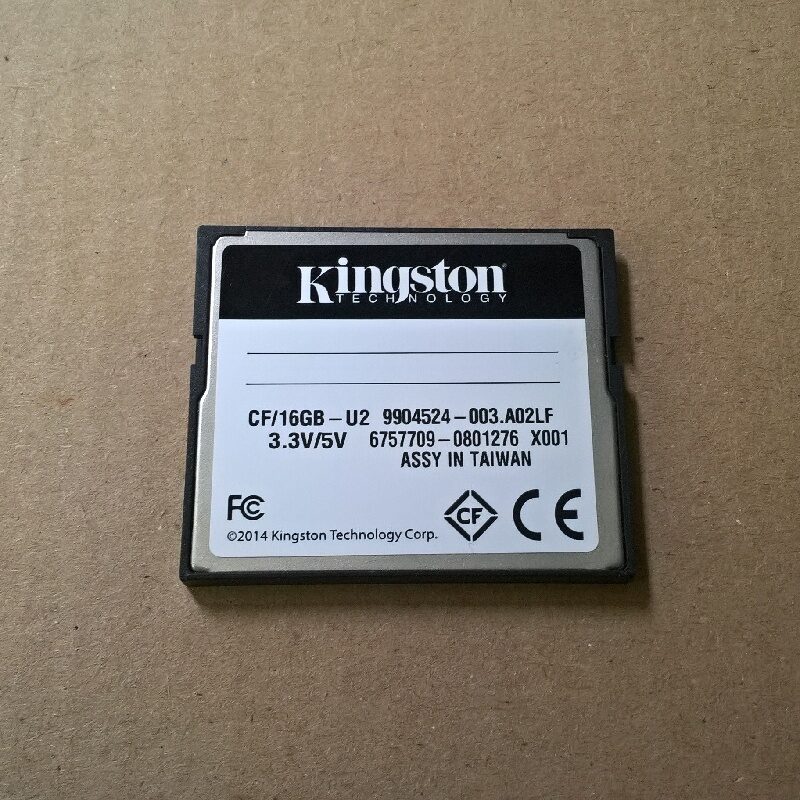 Kingston®
TECHNOLOGY
CF/16GB-U2 9904524-003.A02LF
3.3V/5V 6757709-0801276 X001
ASSY IN TAIWAN
FC
CF CE
©2014 Kingston Technology Corp.